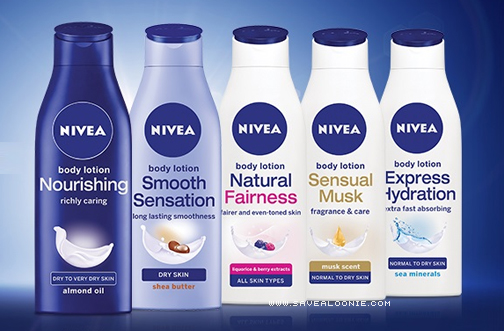 NIVEA
body lotion
Nourishing
richly caring
DRY TO VERY DRY SKIN
almond oil
NIVEA
body lotion
Smooth
Sensation
long lasting smoothness
DRY SKIN
shea butter
NIVEA
body lotion
Natural
Fairness
fairer and even-toned skin
liquorice & berry extracts
ALL SKIN TYPES
NIVEA
body lotion
Sensual
Musk
fragrance & care
musk scent
NORMAL TO DRY SKIN
NIVEA
body lotion
Express
Hydration
extra fast absorbing
NORMAL TO DRY SKIN
sea minerals
WWW.SAVEALOONIE.COM